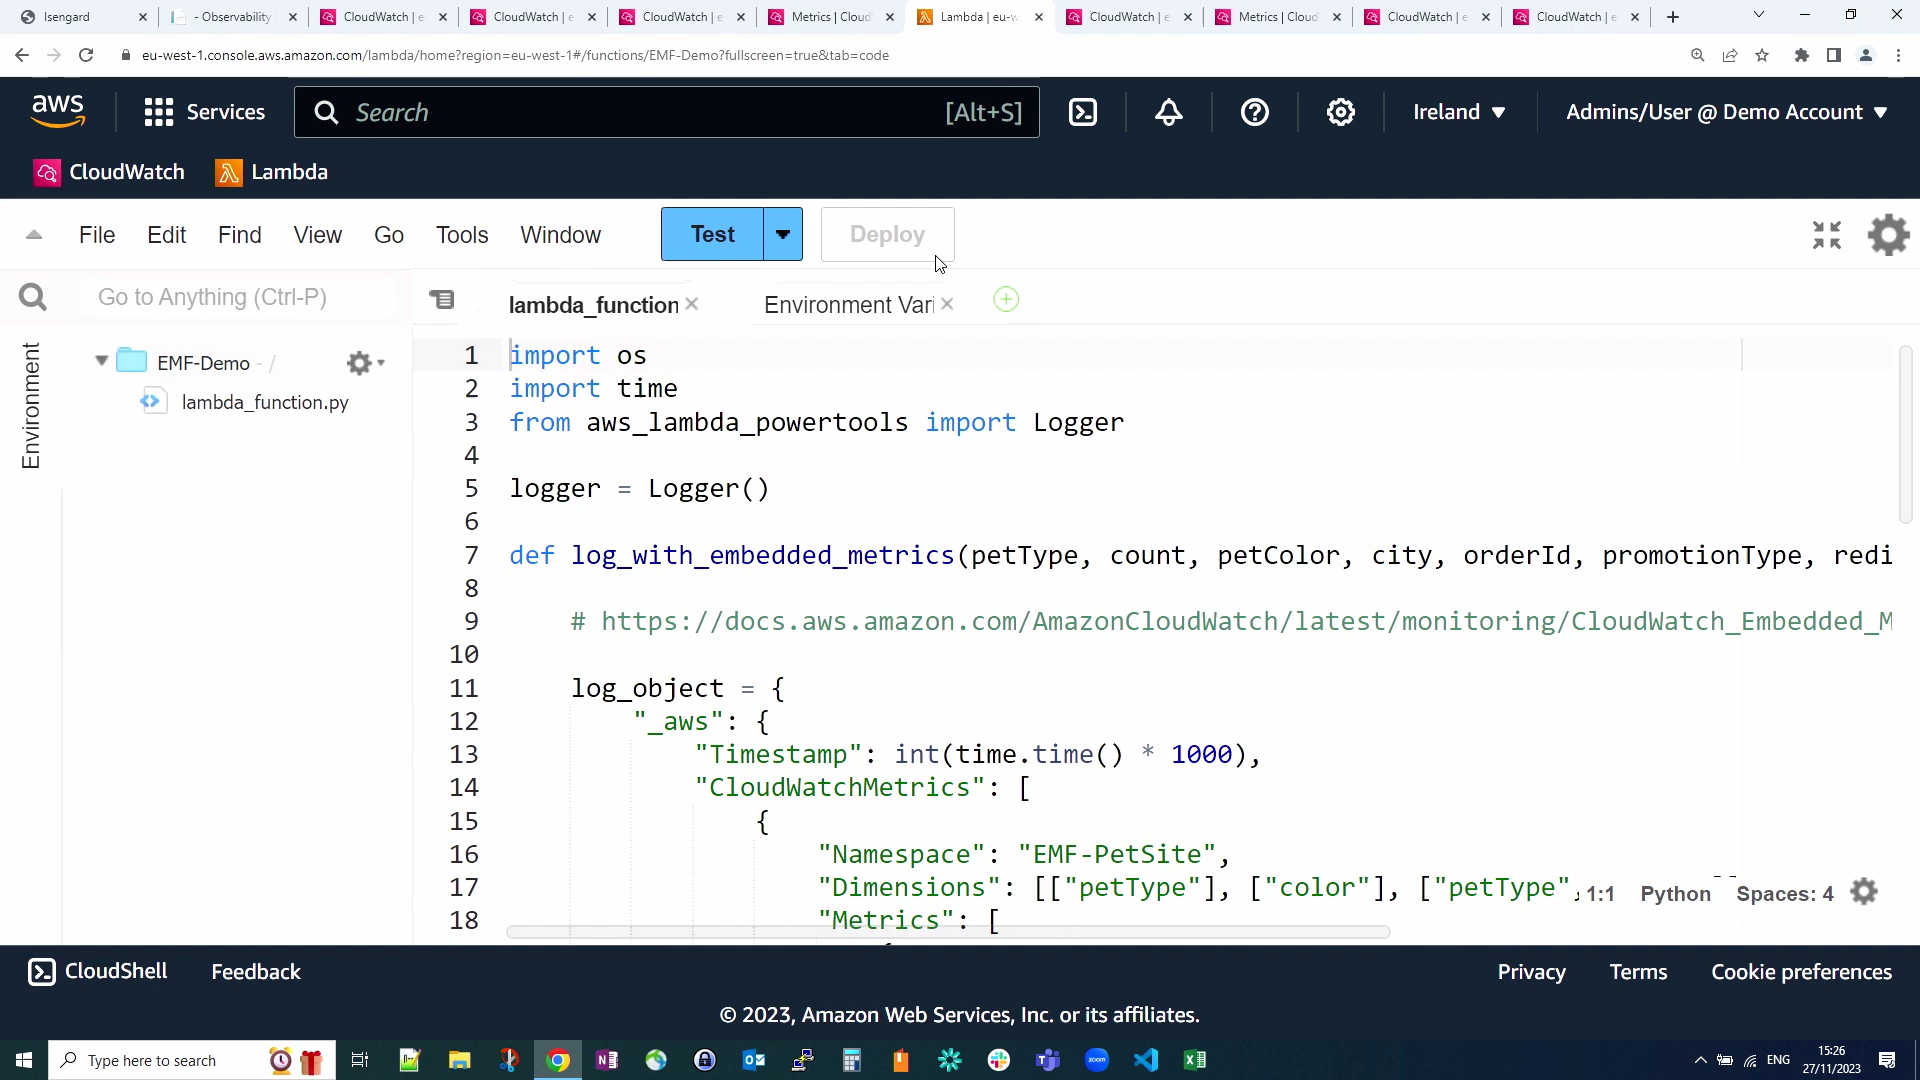 Isengard
- Observability
CloudWatch | e
CloudWatch | e
CloudWatch | e
Metrics | Cloud
Lambda | eu-w
CloudWatch | e
Metrics | Cloud
CloudWatch | e
CloudWatch | e
eu-west-1.console.aws.amazon.com/lambda/home?region=eu-west-1#/functions/EMF-Demo?fullscreen=true&tab=code
aws
Services
Search
[Alt+S]
Ireland
Admins/User @ Demo Account
CloudWatch
Lambda
File
Edit
Find
View
Go
Tools
Window
Test
Deploy
Go to Anything (Ctrl-P)
lambda_function
Environment Vari
Environment
EMF-Demo - /
lambda_function.py
1 import os
2 import time
3 from aws_lambda_powertools import Logger
4
5 logger = Logger()
6
7 def log_with_embedded_metrics(petType, count, petColor, city, orderId, promotionType, redi
8
9 # https://docs.aws.amazon.com/AmazonCloudWatch/latest/monitoring/CloudWatch_Embedded_M
10
11 log_object = {
12 "_aws": {
13 "Timestamp": int(time.time() * 1000),
14 "CloudWatchMetrics": [
15 {
16 "Namespace": "EMF-PetSite",
17 "Dimensions": [["petType"], ["color"], ["petType",
18 "Metrics": [
1:1 Python Spaces: 4
CloudShell
Feedback
Privacy
Terms
Cookie preferences
© 2023, Amazon Web Services, Inc. or its affiliates.
Type here to search
zoom
ENG
15:26
27/11/2023